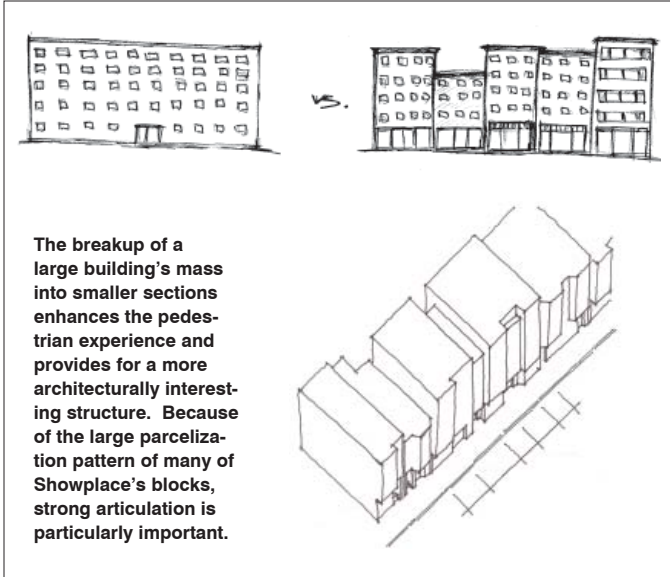 vs.
The breakup of a
large building's mass
into smaller sections
enhances the pedes-
trian experience and
provides for a more
architecturally interest-
ing structure.  Because
of the large parceliza-
tion pattern of many of
Showplace's blocks,
strong articulation is
particularly important.